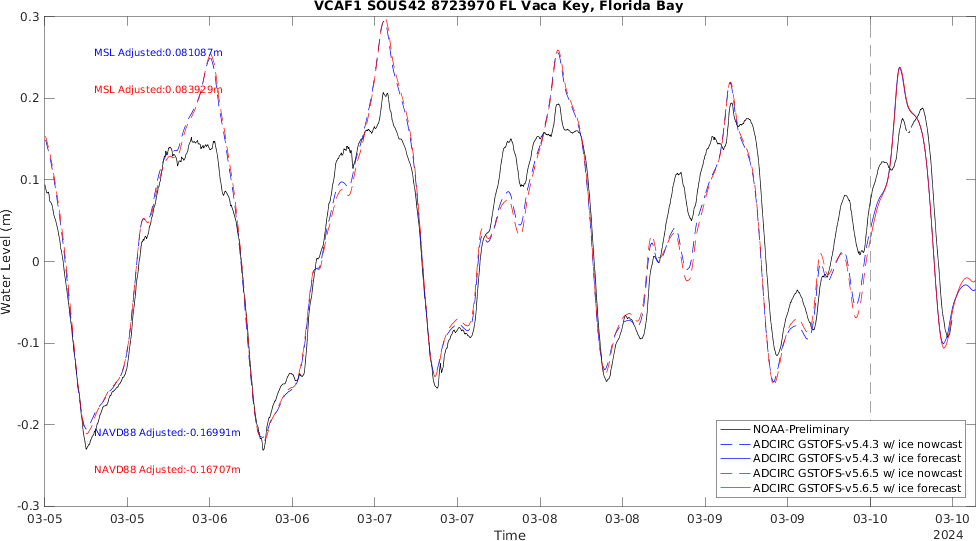 VCAF1 SOUS42 8723970 FL Vaca Key, Florida Bay
0.3
0.2
0.1
0
-0.1
-0.2
-0.3
Water Level (m)
MSL Adjusted:0.081087m
MSL Adjusted:0.083929m
NAVD88 Adjusted:-0.16991m
NAVD88 Adjusted:-0.16707m
NOAA-Preliminary
ADCIRC GSTOFS-v5.4.3 w/ ice nowcast
ADCIRC GSTOFS-v5.4.3 w/ ice forecast
ADCIRC GSTOFS-v5.6.5 w/ ice nowcast
ADCIRC GSTOFS-v5.6.5 w/ ice forecast
03-05 03-05 03-06 03-06 03-07 03-07 03-08 03-08 03-09 03-09 03-10 03-10
2024
Time